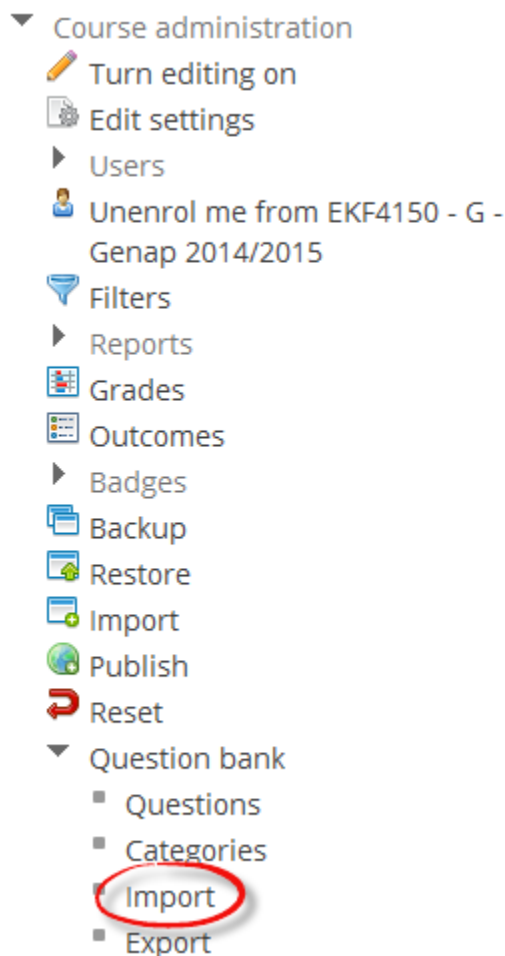 Course administration
Turn editing on
Edit settings
Users
Unenrol me from EKF4150 - G -
Genap 2014/2015
Filters
Reports
Grades
Outcomes
Badges
Backup
Restore
Import
Publish
Reset
Question bank
Questions
Categories
Import
Export